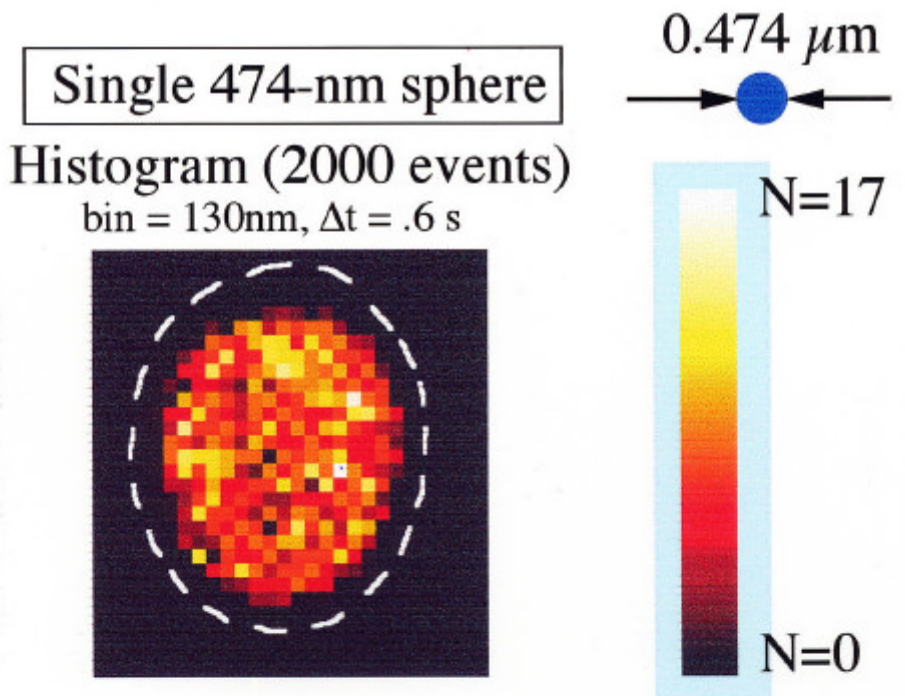 Single 474-nm sphere
0.474 μm
Histogram (2000 events)
bin = 130nm, Δt = .6 s
N=17
N=0